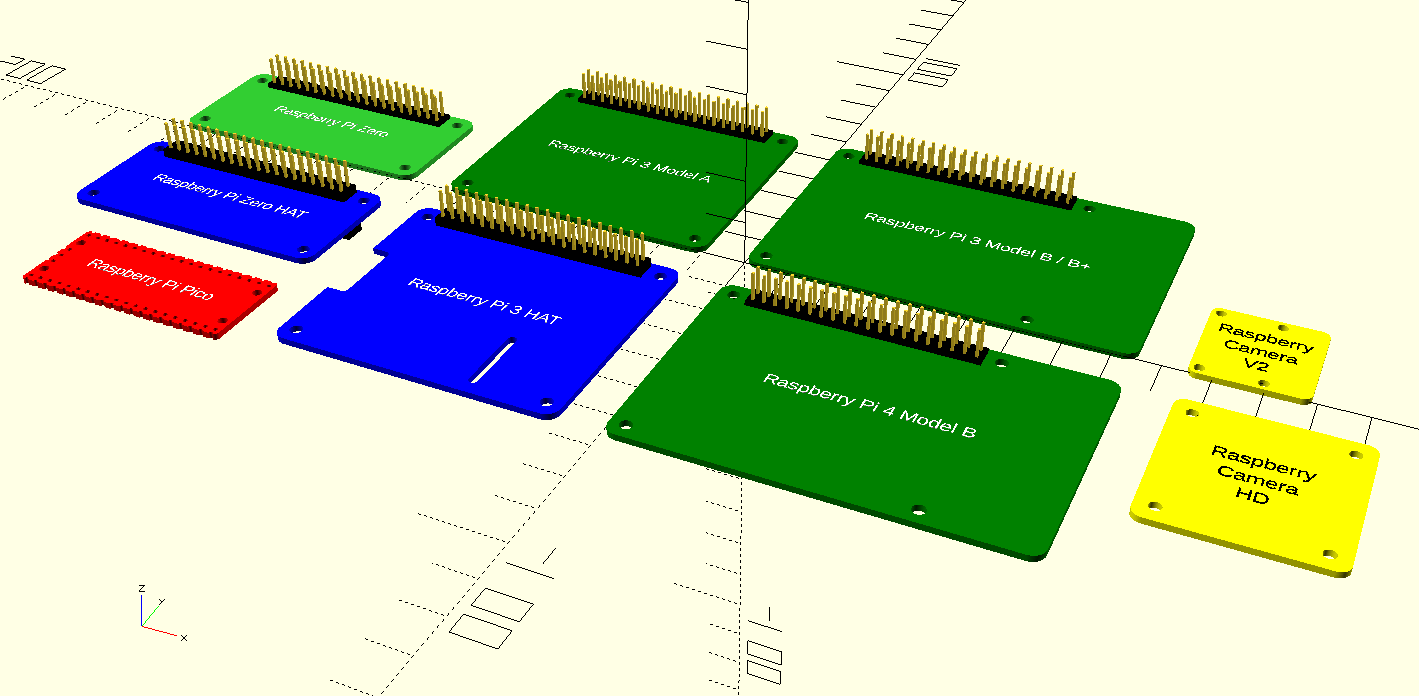 Raspberry Pi Zero
Raspberry Pi 3 Model A
Raspberry Pi Zero HAT
Raspberry Pi 3 Model B / B+
Raspberry Pi Pico
Raspberry Pi 3 HAT
Raspberry
Camera
V2
Raspberry Pi 4 Model B
Raspberry
Camera
HD
Z
Y
X